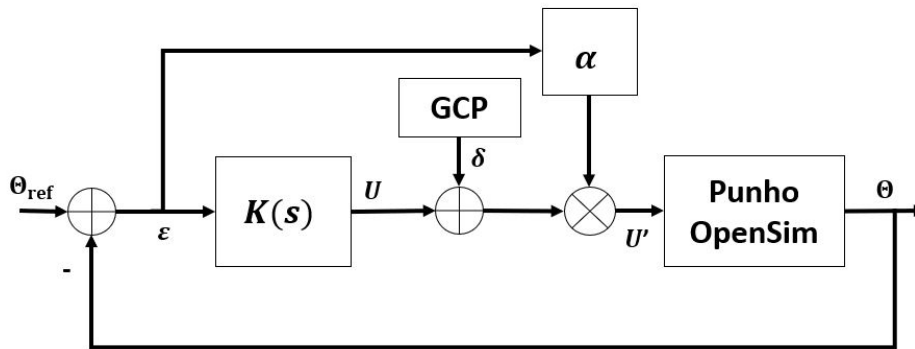 α
GCP
δ
Θref
-
ε
K(s)
U
U'
Punho
OpenSim
Θ